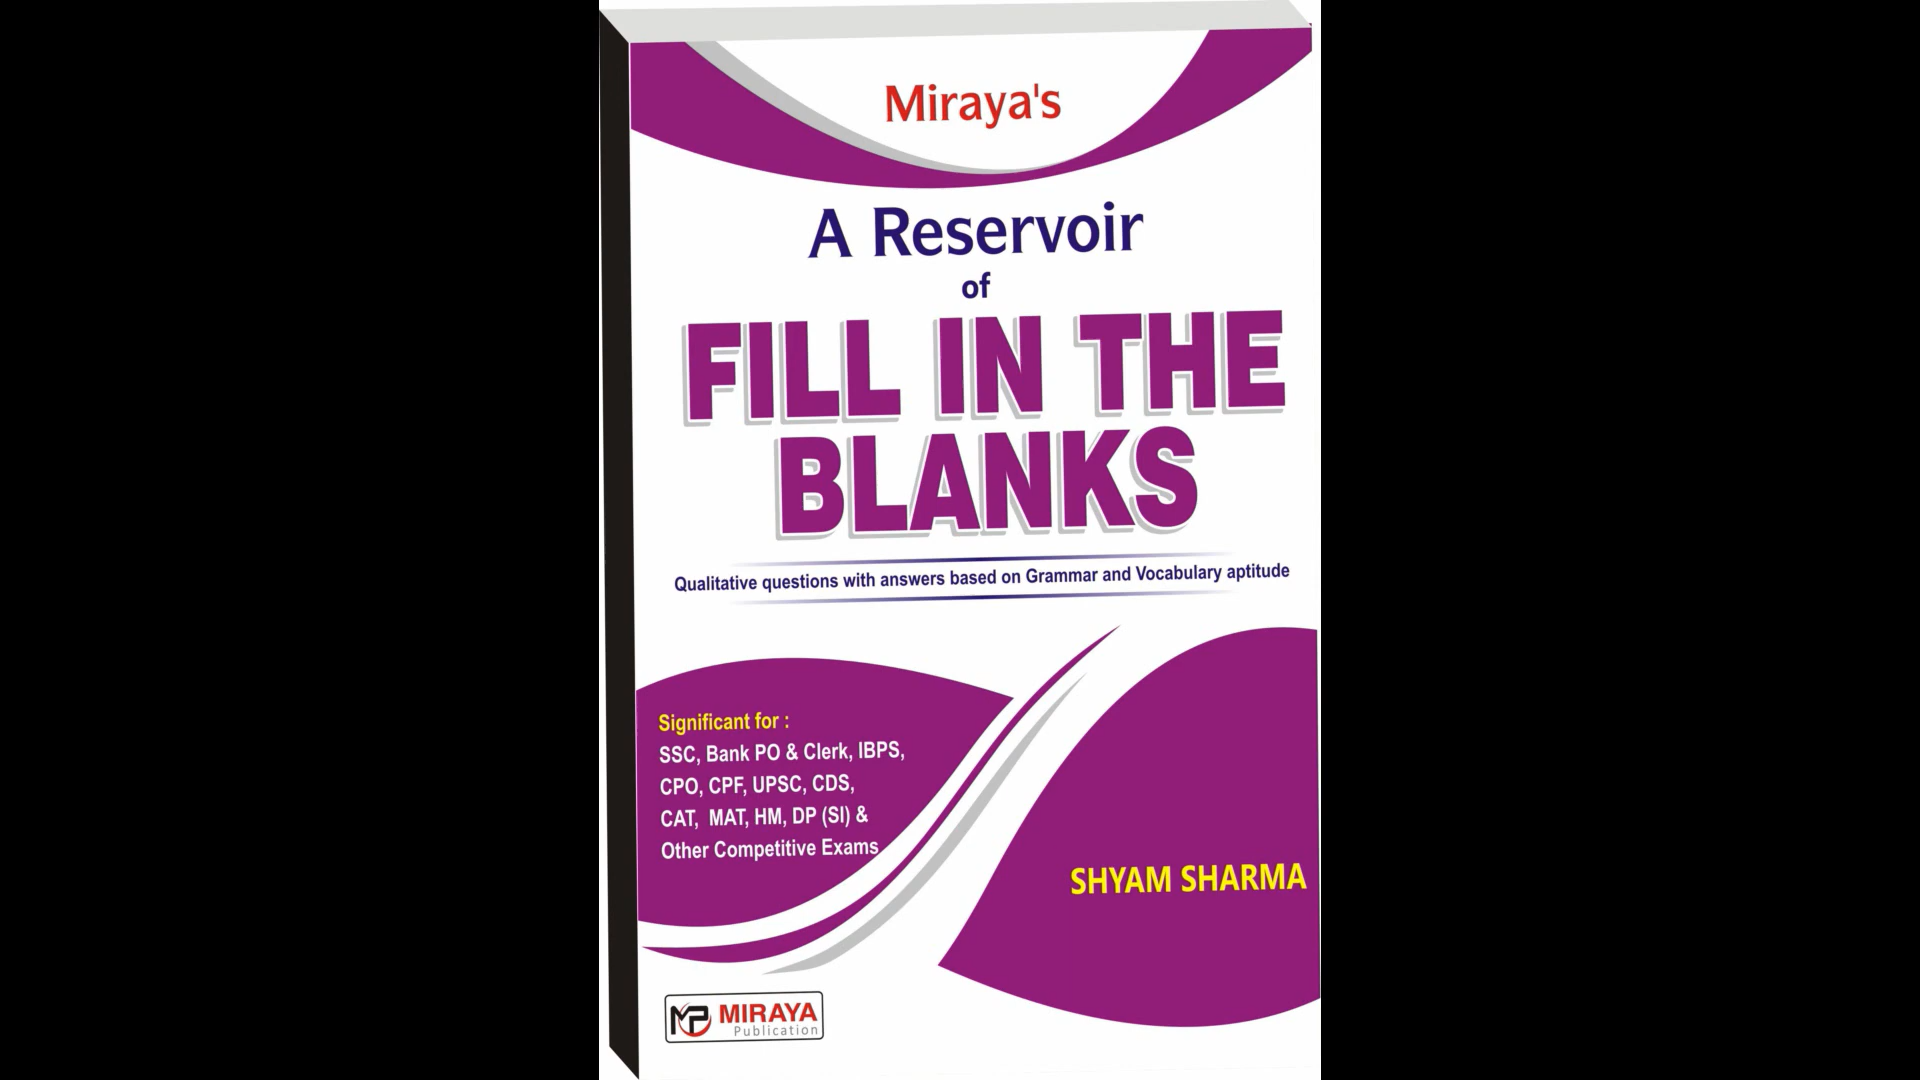 Miraya's
A Reservoir
of
FILL IN THE
BLANKS
Qualitative questions with answers based on Grammar and Vocabulary aptitude
Significant for :
SSC, Bank PO & Clerk, IBPS,
CPO, CPF, UPSC, CDS,
CAT, MAT, HM, DP (SI) &
Other Competitive Exams
SHYAM SHARMA
MP MIRAYA
Publication